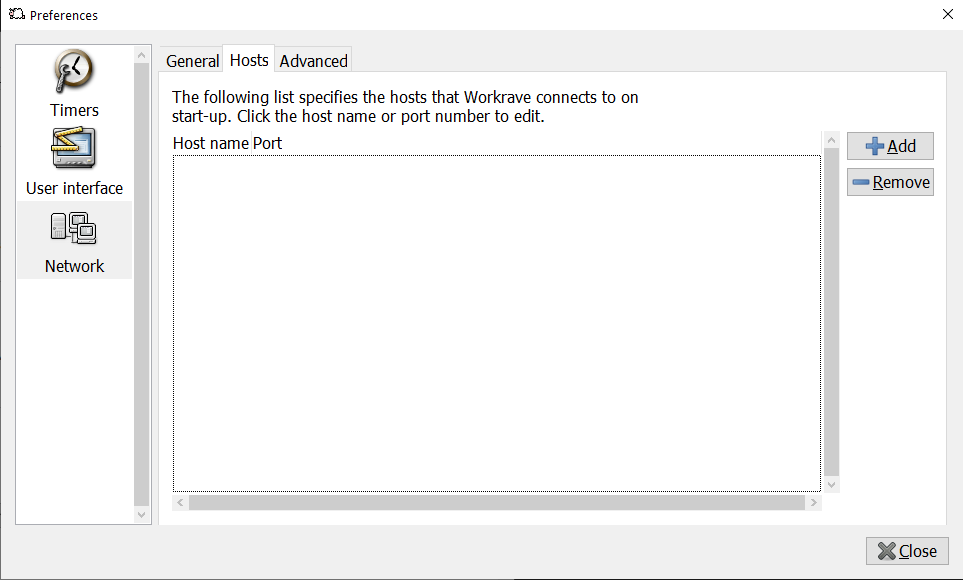 Preferences
Timers
User interface
Network
General Hosts Advanced
The following list specifies the hosts that Workrave connects to on
start-up. Click the host name or port number to edit.
Host name Port
Add
Remove
Close